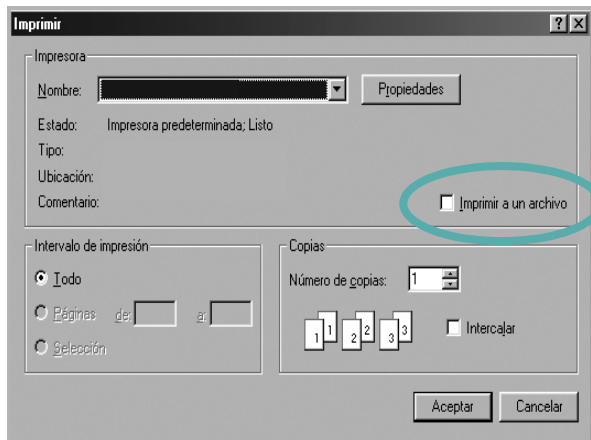 Imprimir
Impresora
Nombre:
Propiedades
Estado: Impresora predeterminada; Listo
Tipo:
Ubicación:
Comentario:
Imprimir a un archivo
Intervalo de impresión
Todo
Páginas de: a:
Selección
Copias
Número de copias: 1
1 1 2 2 3 3
Intercalar
Aceptar Cancelar